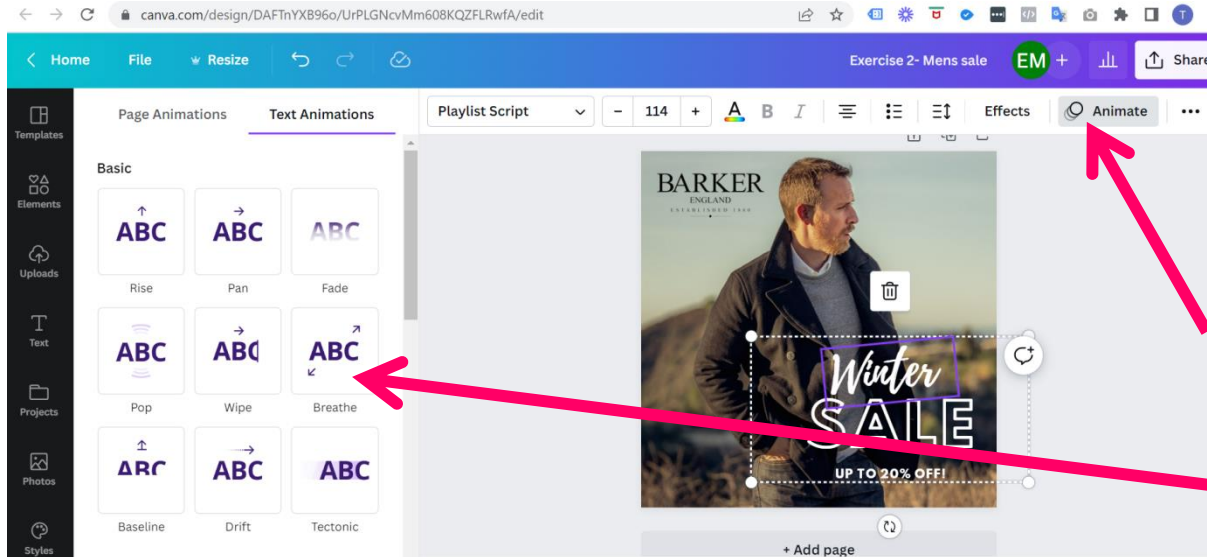 canva.com/design/DAFTnYXB96o/UrPLGNcvMm608KQZFLRwfA/edit
T
Home File Resize Exercise 2- Mens sale EM + Share
Templates
Elements
Uploads
Text
Projects
Photos
Styles
Page Animations Text Animations
Basic
ABC ABC ABC
Rise Pan Fade
ABC ABC ABC
Pop Wipe Breathe
ABC ABC ABC
Baseline Drift Tectonic
Playlist Script – 114 + A B I Effects Animate
BARKER
ENGLAND
ESTABLISHED 1880
Winter
SALE
UP TO 20% OFF!
+ Add page